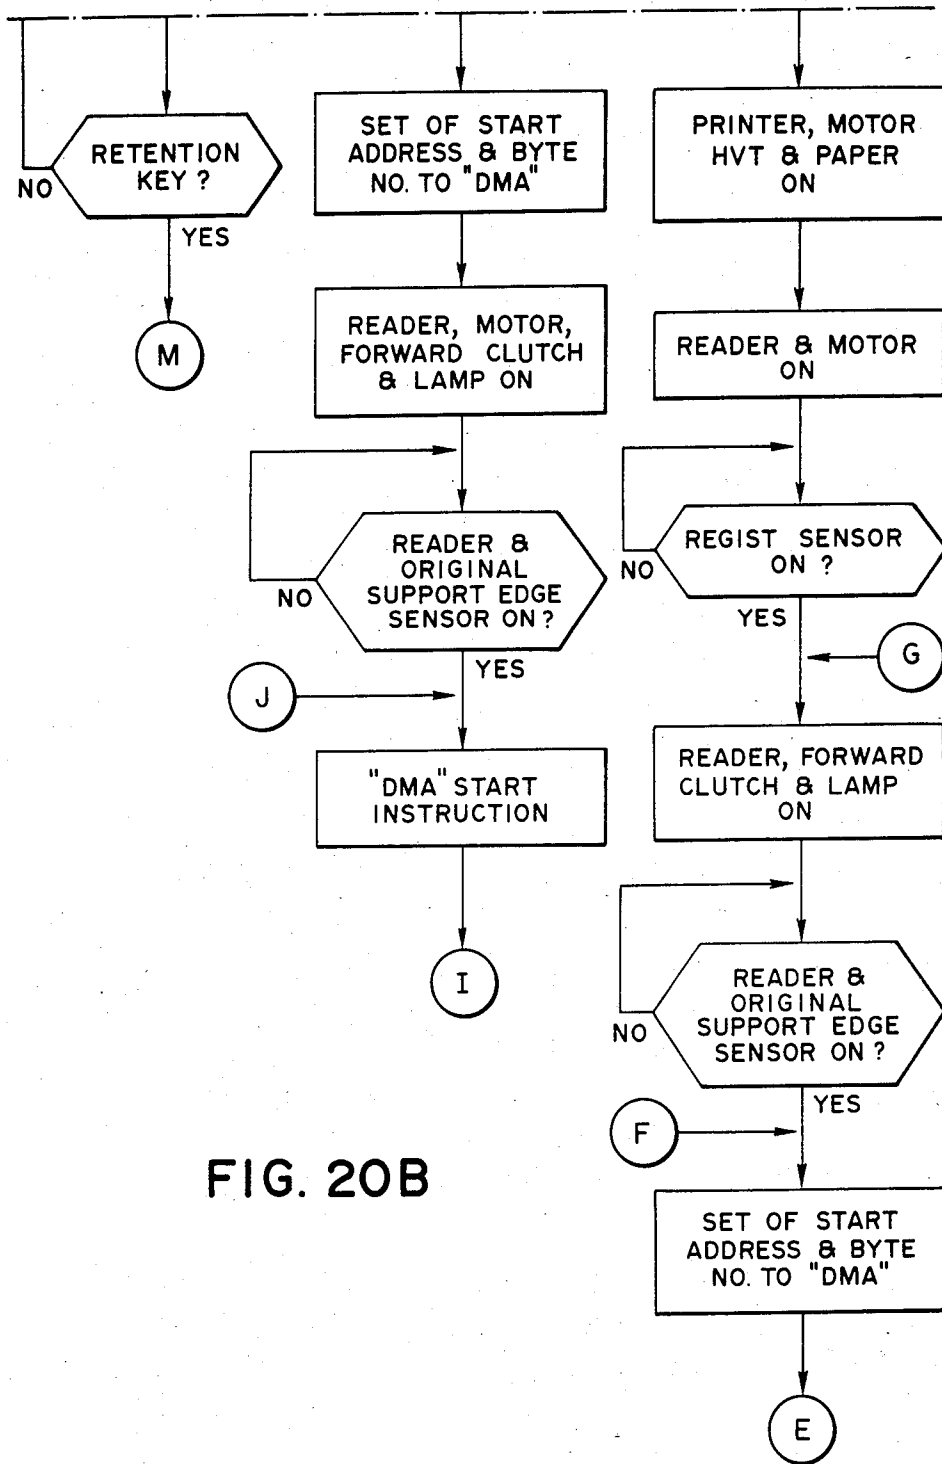 RETENTION
KEY ?
NO
YES
M
SET OF START
ADDRESS & BYTE
NO. TO "DMA"
READER, MOTOR,
FORWARD CLUTCH
& LAMP ON
READER &
ORIGINAL
SUPPORT EDGE
SENSOR ON ?
NO
YES
J
"DMA" START
INSTRUCTION
I
PRINTER, MOTOR
HVT & PAPER
ON
READER & MOTOR
ON
REGIST SENSOR
ON ?
NO
YES
G
READER, FORWARD
CLUTCH & LAMP
ON
READER &
ORIGINAL
SUPPORT EDGE
SENSOR ON ?
NO
YES
F
SET OF START
ADDRESS & BYTE
NO. TO "DMA"
E
FIG. 20B